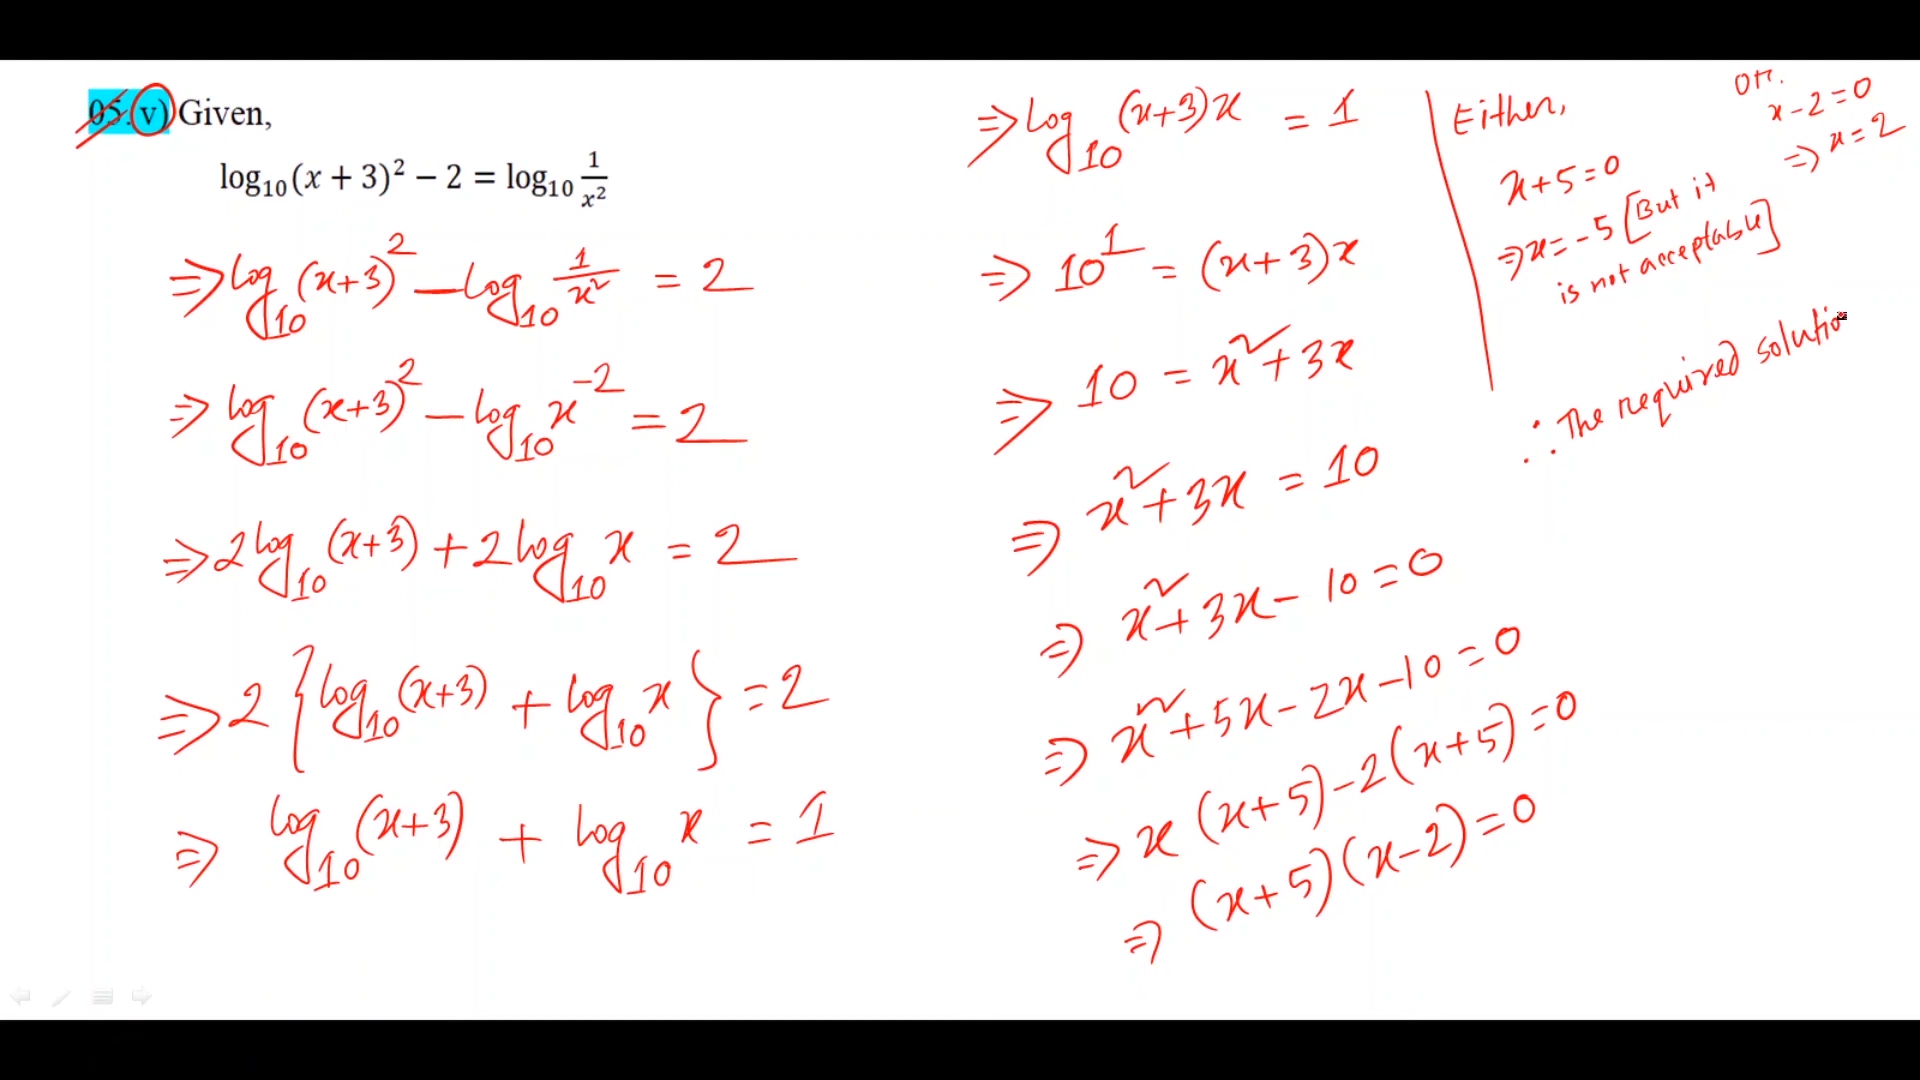 05. v) Given,
log₁₀(x + 3)² − 2 = log₁₀ 1/x²
⇒ log₁₀(x+3)² − log₁₀ 1/x² = 2
⇒ log₁₀(x+3)² − log₁₀ x⁻² = 2
⇒ 2log₁₀(x+3) + 2log₁₀ x = 2
⇒ 2{log₁₀(x+3) + log₁₀ x} = 2
⇒ log₁₀(x+3) + log₁₀ x = 1
⇒ log₁₀(x+3)x = 1
⇒ 10¹ = (x+3)x
⇒ 10 = x² + 3x
⇒ x² + 3x = 10
⇒ x² + 3x − 10 = 0
⇒ x² + 5x − 2x − 10 = 0
⇒ x(x+5) − 2(x+5) = 0
⇒ (x+5)(x−2) = 0
Either,
x+5=0
⇒ x = −5 [But it
is not acceptable]
or.
x−2=0
⇒ x=2
∴ The required solutio